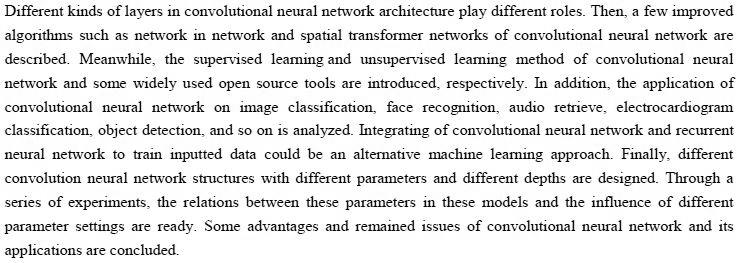 Different kinds of layers in convolutional neural network architecture play different roles. Then, a few improved
algorithms such as network in network and spatial transformer networks of convolutional neural network are
described. Meanwhile, the supervised learning and unsupervised learning method of convolutional neural
network and some widely used open source tools are introduced, respectively. In addition, the application of
convolutional neural network on image classification, face recognition, audio retrieve, electrocardiogram
classification, object detection, and so on is analyzed. Integrating of convolutional neural network and recurrent
neural network to train inputted data could be an alternative machine learning approach. Finally, different
convolution neural network structures with different parameters and different depths are designed. Through a
series of experiments, the relations between these parameters in these models and the influence of different
parameter settings are ready. Some advantages and remained issues of convolutional neural network and its
applications are concluded.